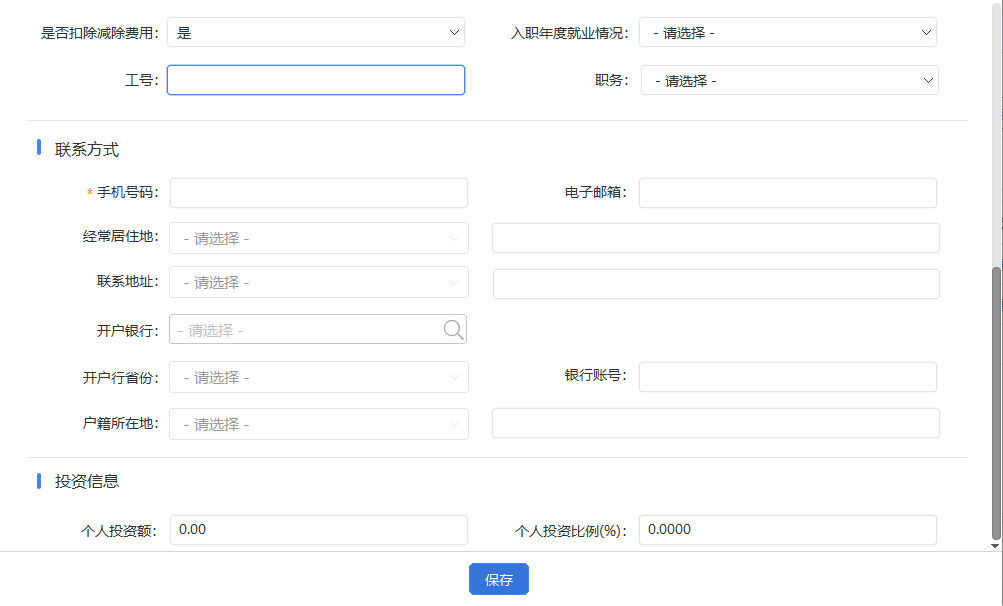 是否扣除减除费用: 是 入职年度就业情况: - 请选择 -
工号: 职务: - 请选择 -
联系方式
* 手机号码: 电子邮箱:
经常居住地: - 请选择 -
联系地址: - 请选择 -
开户银行: - 请选择 -
开户行省份: - 请选择 - 银行账号:
户籍所在地: - 请选择 -
投资信息
个人投资额: 0.00 个人投资比例(%): 0.0000
保存